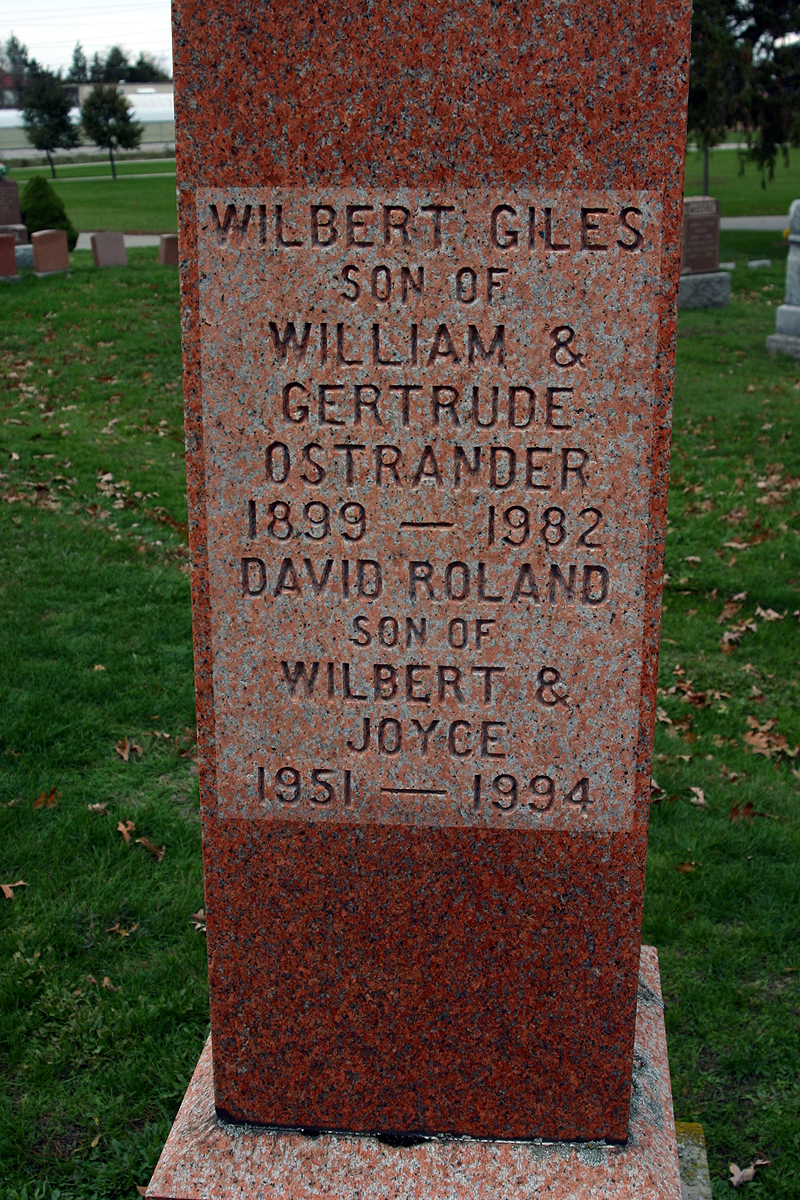 WILBERT GILES
SON OF
WILLIAM &
GERTRUDE
OSTRANDER
1899 — 1982
DAVID ROLAND
SON OF
WILBERT &
JOYCE
1951 — 1994